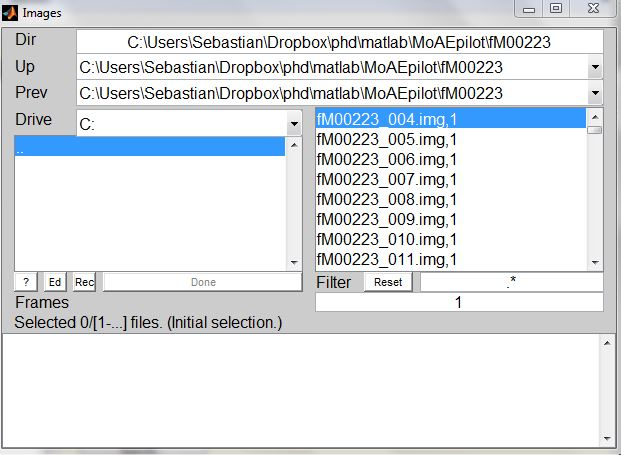 Images
Dir C:\Users\Sebastian\Dropbox\phd\matlab\MoAEpilot\fM00223
Up C:\Users\Sebastian\Dropbox\phd\matlab\MoAEpilot\fM00223
Prev C:\Users\Sebastian\Dropbox\phd\matlab\MoAEpilot\fM00223
Drive C:
..
fM00223_004.img,1
fM00223_005.img,1
fM00223_006.img,1
fM00223_007.img,1
fM00223_008.img,1
fM00223_009.img,1
fM00223_010.img,1
fM00223_011.img,1
? Ed Rec Done Filter Reset .*
Frames 1
Selected 0/[1-...] files. (Initial selection.)